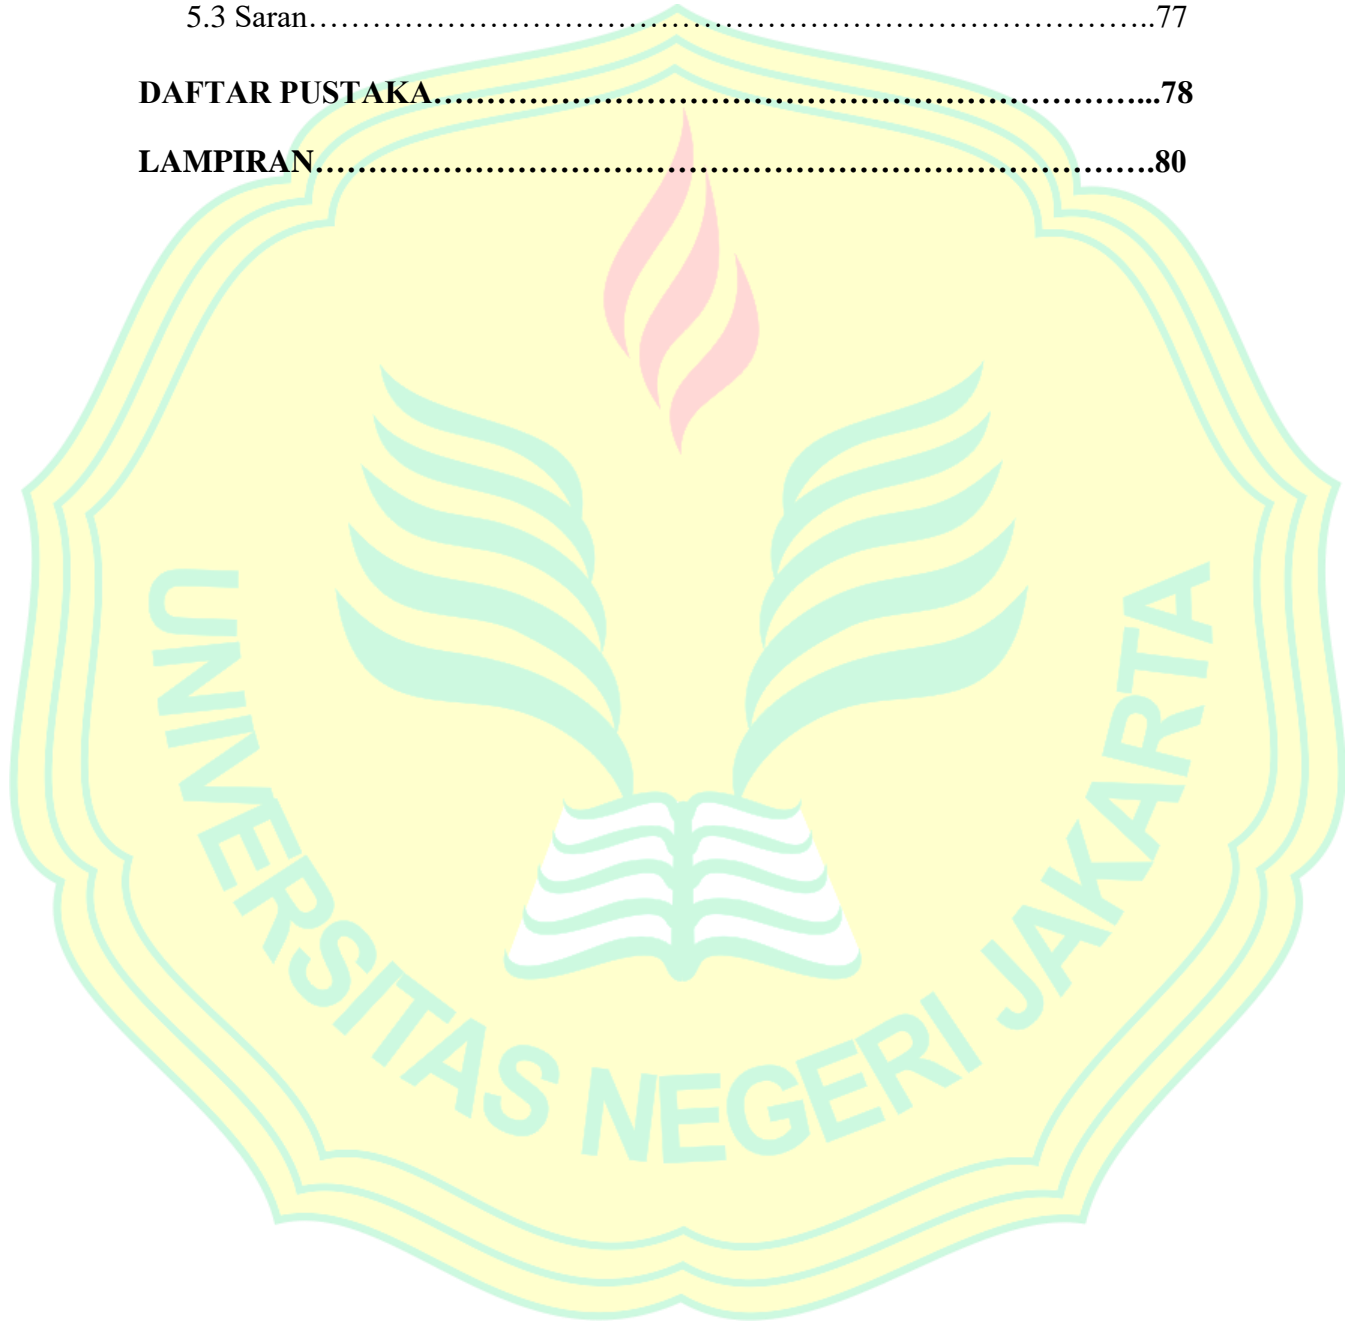 5.3 Saran…………………………………………………………………………..77
DAFTAR PUSTAKA………………………………………………………………...78
LAMPIRAN…………………………………………………………………………….80
UNIVERSITAS NEGERI JAKARTA